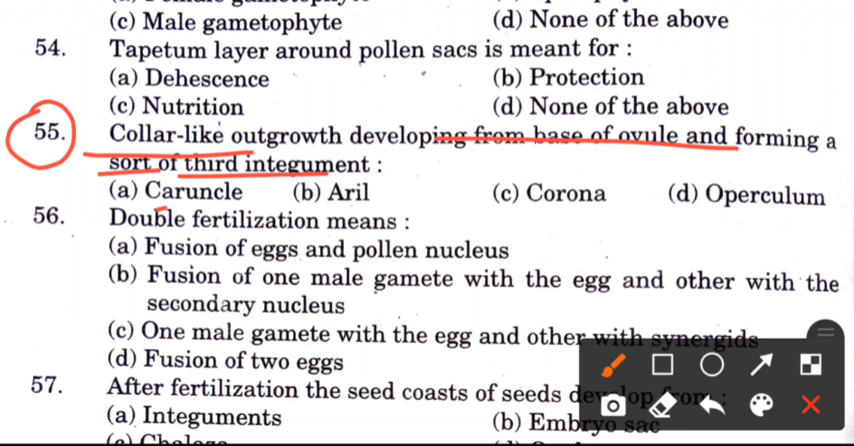 (c) Male gametophyte (d) None of the above
54. Tapetum layer around pollen sacs is meant for :
(a) Dehescence (b) Protection
(c) Nutrition (d) None of the above
55. Collar-like outgrowth developing from base of ovule and forming a
sort of third integument :
(a) Caruncle (b) Aril (c) Corona (d) Operculum
56. Double fertilization means :
(a) Fusion of eggs and pollen nucleus
(b) Fusion of one male gamete with the egg and other with the
secondary nucleus
(c) One male gamete with the egg and other with synergids
(d) Fusion of two eggs
57. After fertilization the seed coasts of seeds develop from :
(a) Integuments (b) Embryo sac